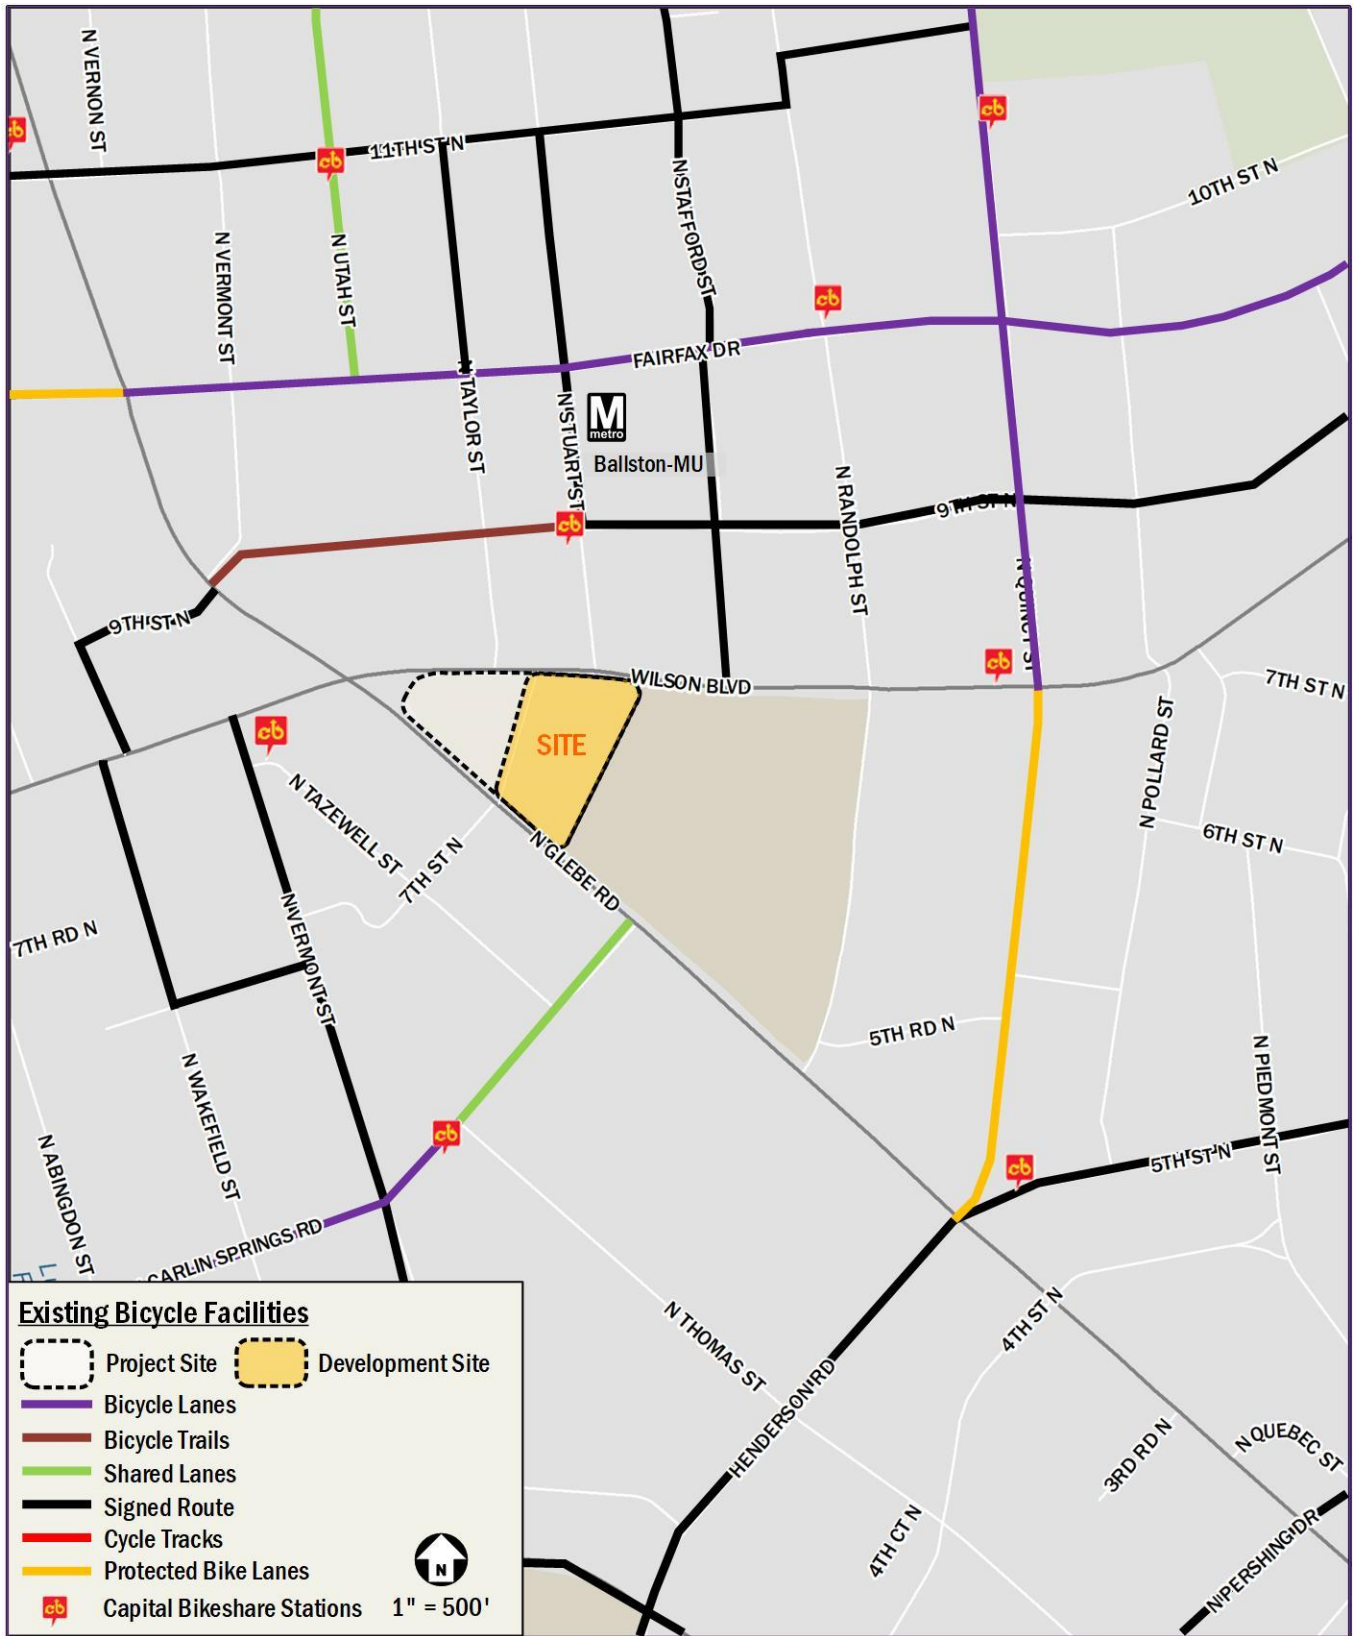 N VERNON ST
11TH ST N
N STAFFORD ST
10TH ST N
N VERMONT ST
N UTAH ST
FAIRFAX DR
N TAYLOR ST
N STUART ST
M
metro
Ballston-MU
N RANDOLPH ST
9TH ST N
N QUINCY ST
9TH ST N
WILSON BLVD
7TH ST N
SITE
N POLLARD ST
N TAZEWELL ST
7TH ST N
N GLEBE RD
6TH ST N
7TH RD N
N VERMONT ST
5TH RD N
N PIEDMONT ST
N WAKEFIELD ST
N ABINGDON ST
5TH ST N
CARLIN SPRINGS RD
N THOMAS ST
4TH ST N
HENDERSON RD
3RD RD N
N QUEBEC ST
4TH CT N
N PERSHING DR
Existing Bicycle Facilities
Project Site
Development Site
Bicycle Lanes
Bicycle Trails
Shared Lanes
Signed Route
Cycle Tracks
Protected Bike Lanes
N
cb Capital Bikeshare Stations 1" = 500'